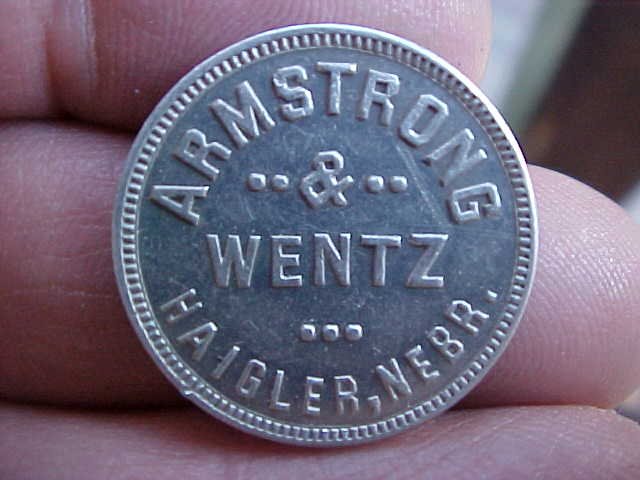 ARMSTRONG
&
WENTZ
HAIGLER, NEBR.